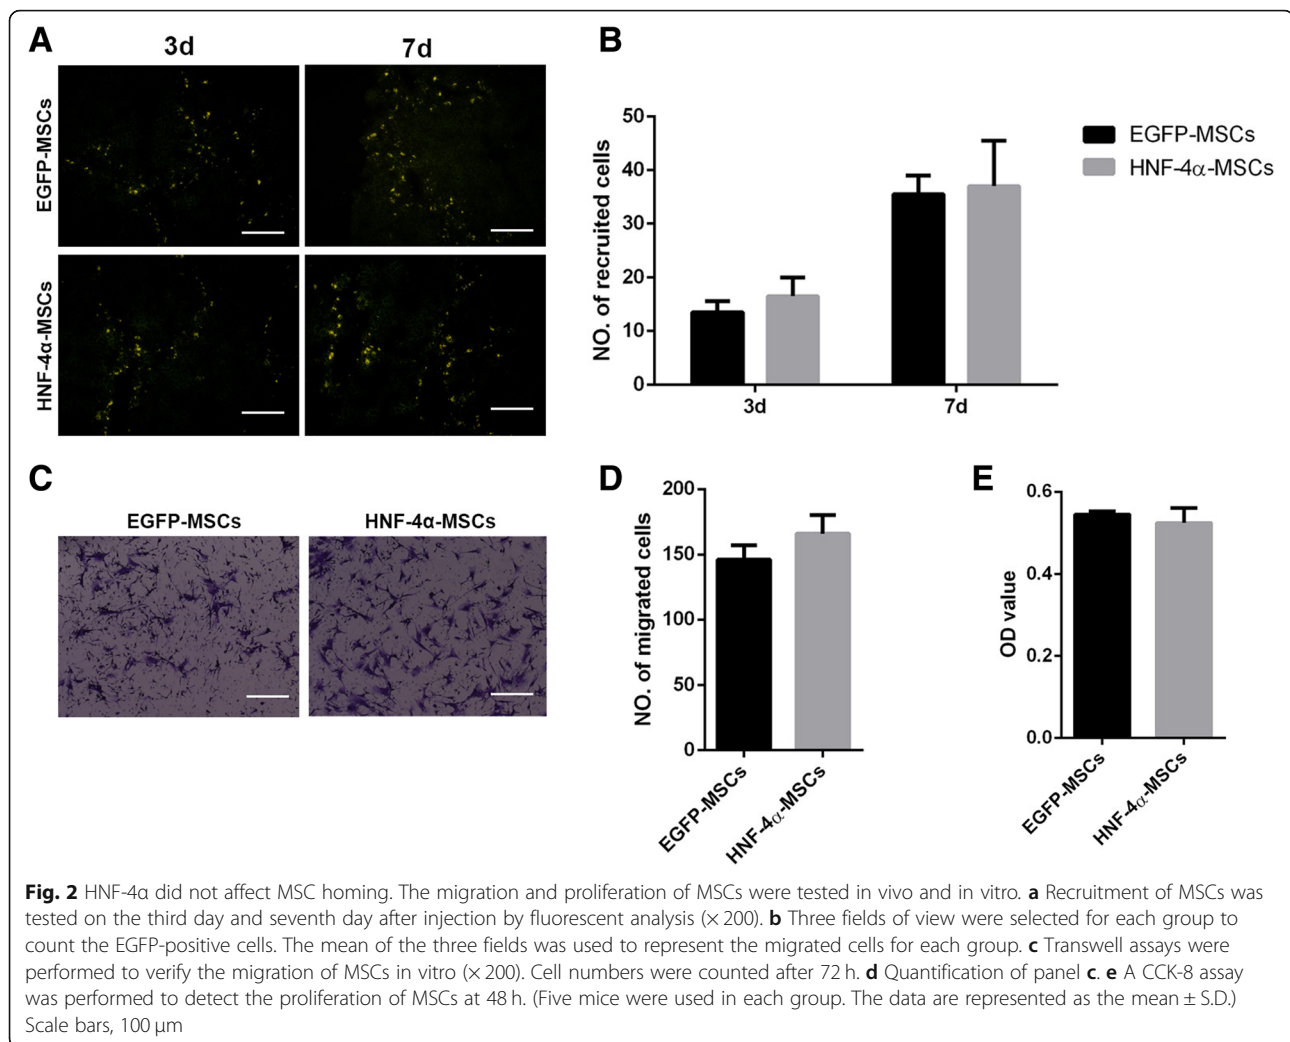 A
3d
7d
EGFP-MSCs
HNF-4α-MSCs
B
NO. of recruited cells
50
40
30
20
10
0
3d
7d
EGFP-MSCs
HNF-4α-MSCs
C
EGFP-MSCs
HNF-4α-MSCs
D
NO. of migrated cells
200
150
100
50
0
EGFP-MSCs
HNF-4α-MSCs
E
OD value
0.6
0.4
0.2
0.0
EGFP-MSCs
HNF-4α-MSCs
Fig. 2 HNF-4α did not affect MSC homing. The migration and proliferation of MSCs were tested in vivo and in vitro. a Recruitment of MSCs was
tested on the third day and seventh day after injection by fluorescent analysis (× 200). b Three fields of view were selected for each group to
count the EGFP-positive cells. The mean of the three fields was used to represent the migrated cells for each group. c Transwell assays were
performed to verify the migration of MSCs in vitro (× 200). Cell numbers were counted after 72 h. d Quantification of panel c. e A CCK-8 assay
was performed to detect the proliferation of MSCs at 48 h. (Five mice were used in each group. The data are represented as the mean ± S.D.)
Scale bars, 100 μm